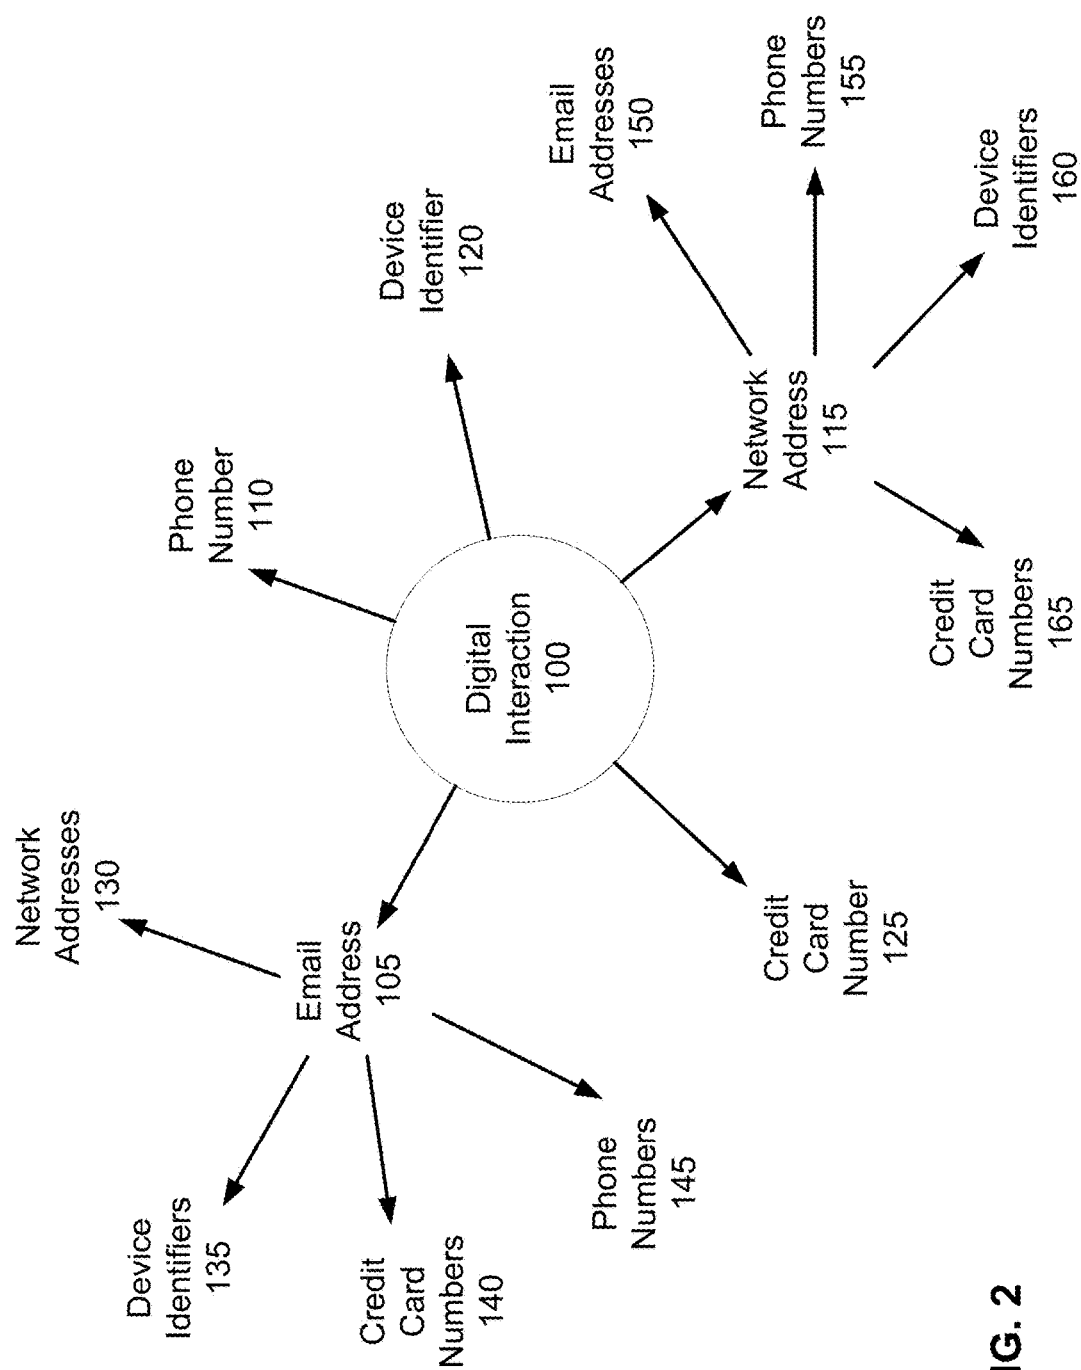 Network
Addresses
130
Device
Identifiers
135
Phone
Number
110
Email
Address
105
Credit
Card
Numbers
140
Device
Identifier
120
Digital
Interaction
100
Email
Addresses
150
Phone
Numbers
145
Network
Address
115
Phone
Numbers
155
Credit
Card
Number
125
Credit
Card
Numbers
165
Device
Identifiers
160
IG. 2